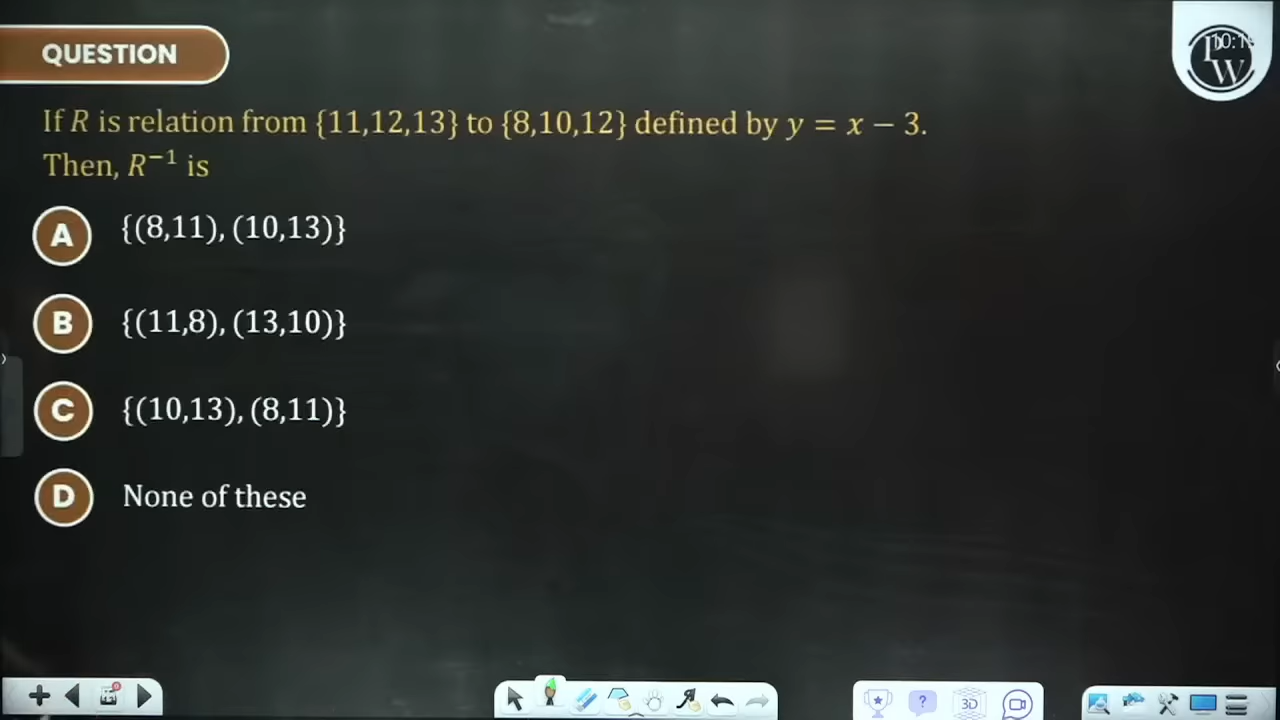 QUESTION
If R is relation from {11,12,13} to {8,10,12} defined by y = x − 3.
Then, R⁻¹ is
A {(8,11), (10,13)}
B {(11,8), (13,10)}
C {(10,13), (8,11)}
D None of these
3D
?